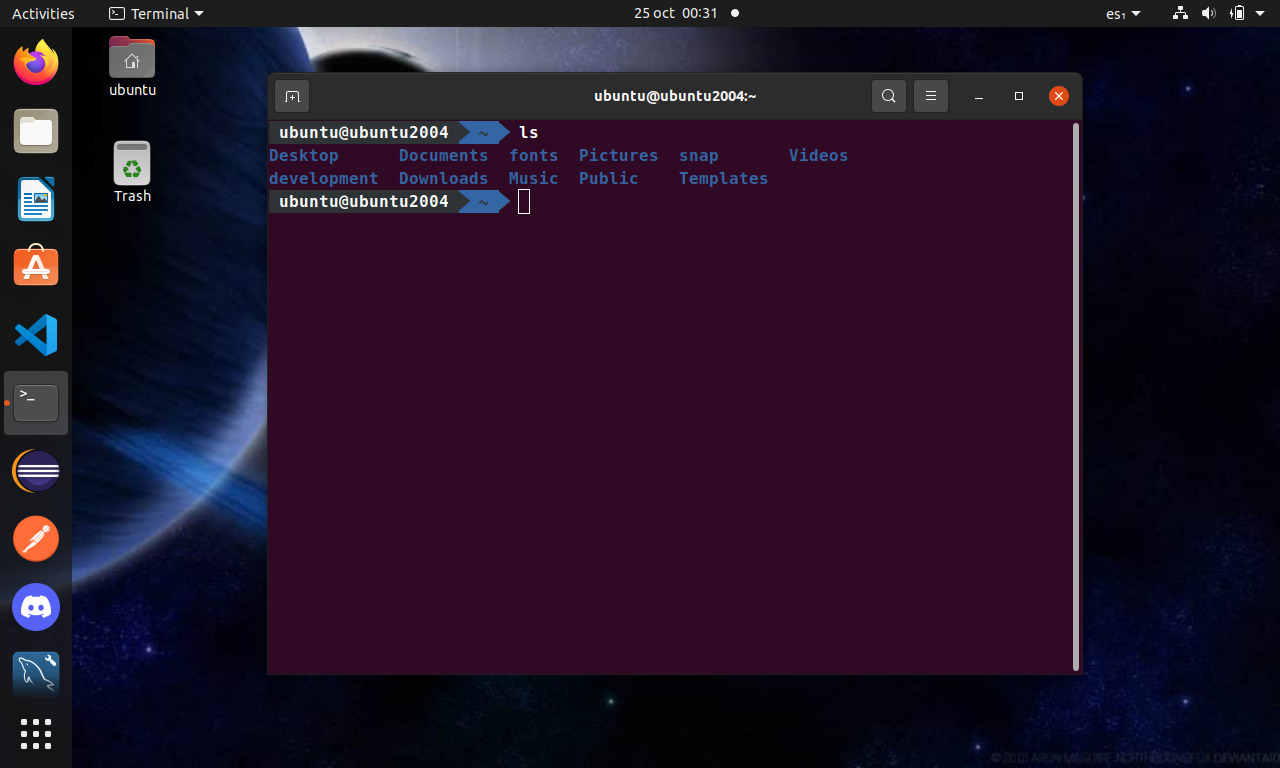 Activities Terminal 25 oct 00:31 es₁
ubuntu
Trash
ubuntu@ubuntu2004:~
ubuntu@ubuntu2004 ~ ls
Desktop Documents fonts Pictures snap Videos
development Downloads Music Public Templates
ubuntu@ubuntu2004 ~
>_